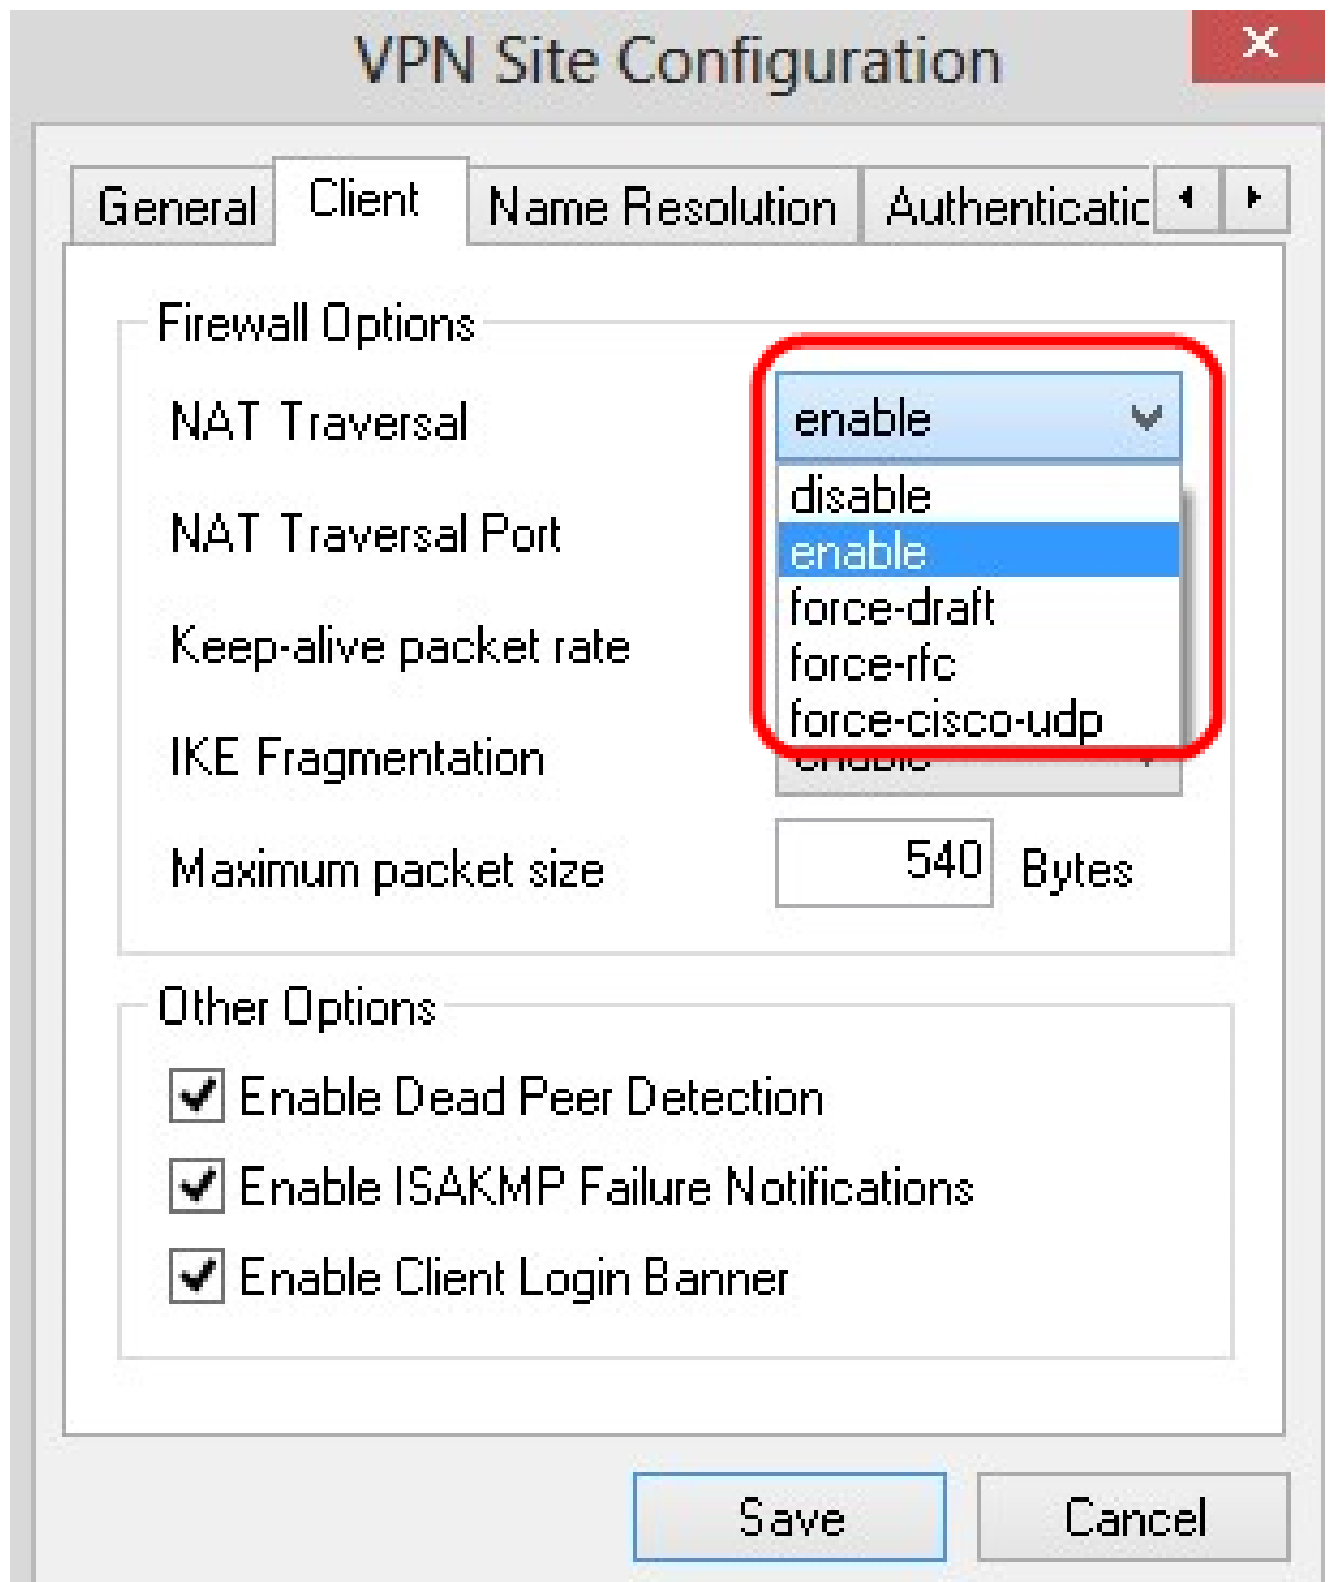 VPN Site Configuration
General Client Name Resolution Authenticatic
Firewall Options
NAT Traversal enable
disable
NAT Traversal Port enable
force-draft
Keep-alive packet rate force-rfc
force-cisco-udp
IKE Fragmentation enable
Maximum packet size 540 Bytes
Other Options
Enable Dead Peer Detection
Enable ISAKMP Failure Notifications
Enable Client Login Banner
Save Cancel